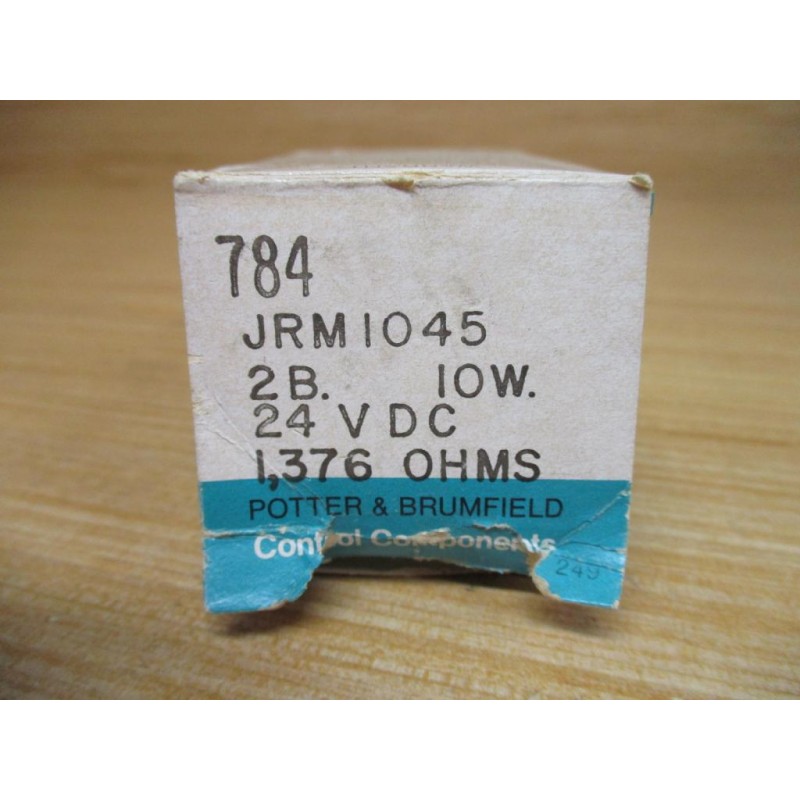 784
JRM1045
2B. 10W.
24 VDC
1,376 OHMS
POTTER & BRUMFIELD
Control Components
249